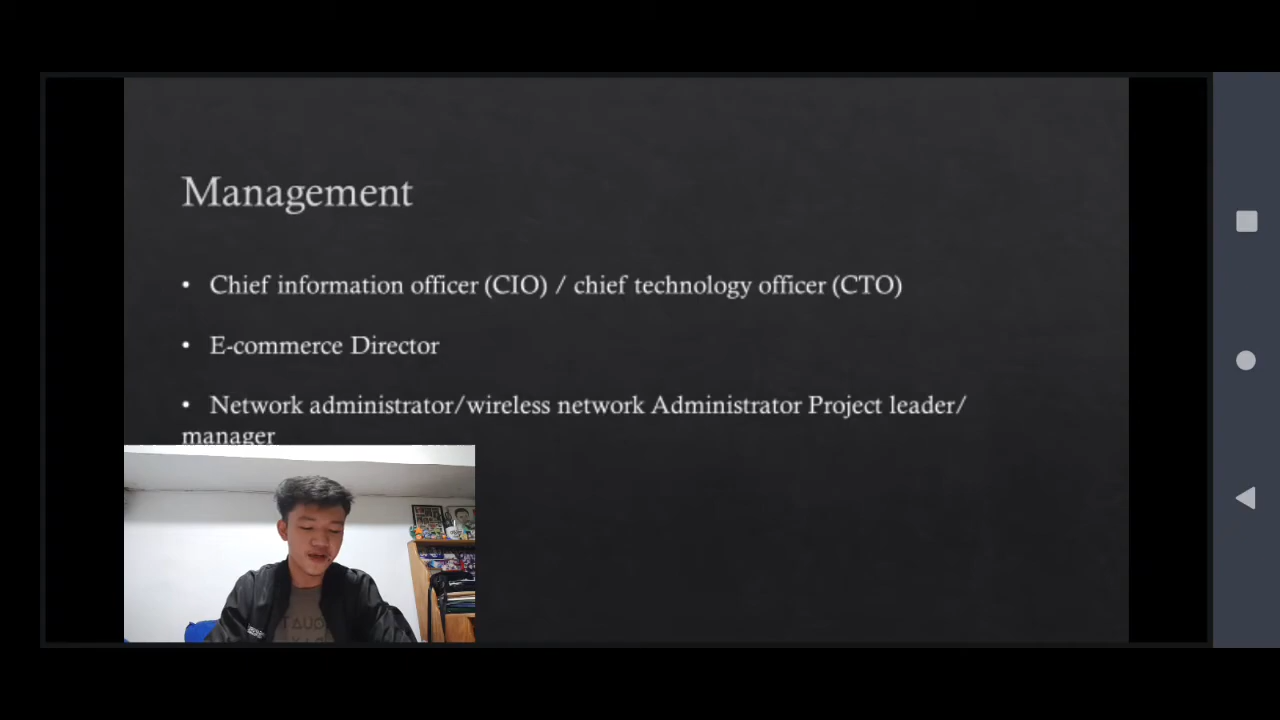 Management
• Chief information officer (CIO) / chief technology officer (CTO)
• E-commerce Director
• Network administrator/wireless network Administrator Project leader/
manager